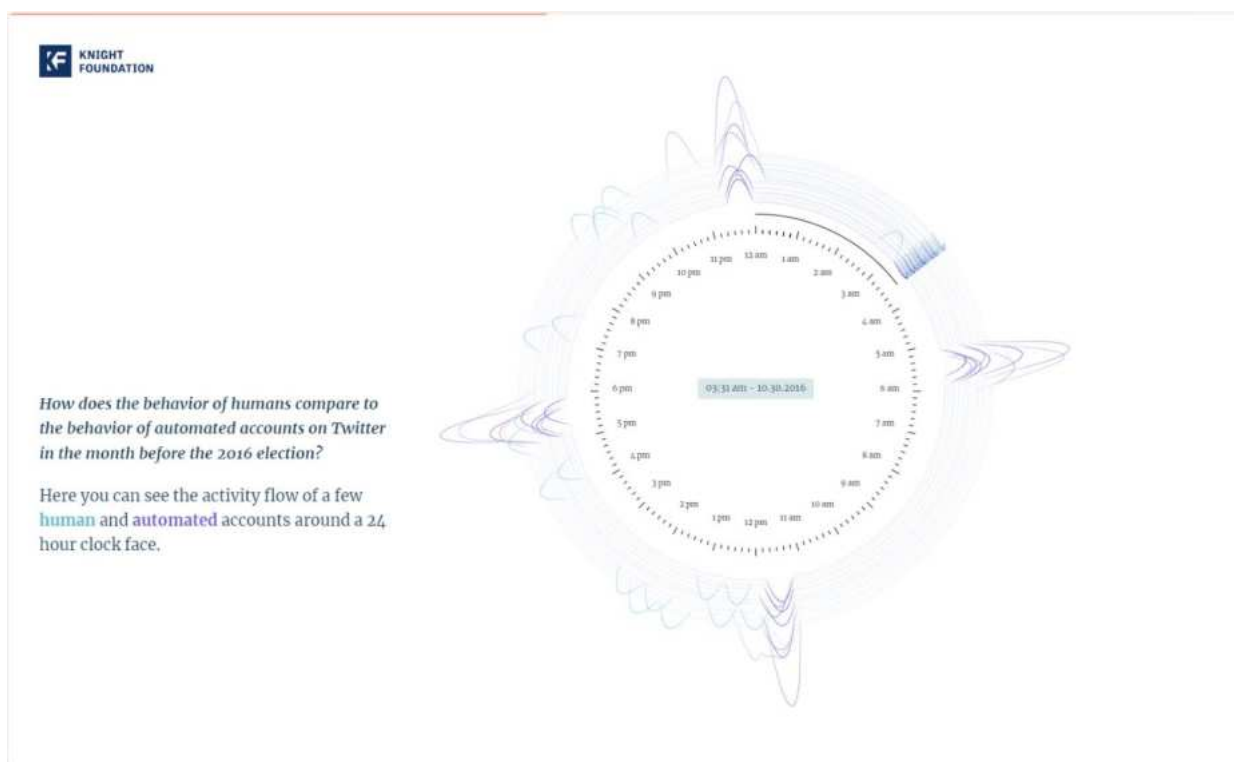 KNIGHT
FOUNDATION
12 am
1 am
2 am
3 am
4 am
5 am
6 am
7 am
8 am
9 am
10 am
11 am
12 pm
1 pm
2 pm
3 pm
4 pm
5 pm
6 pm
7 pm
8 pm
9 pm
10 pm
11 pm
03:31 am - 10.30.2016
How does the behavior of humans compare to
the behavior of automated accounts on Twitter
in the month before the 2016 election?
Here you can see the activity flow of a few
human and automated accounts around a 24
hour clock face.